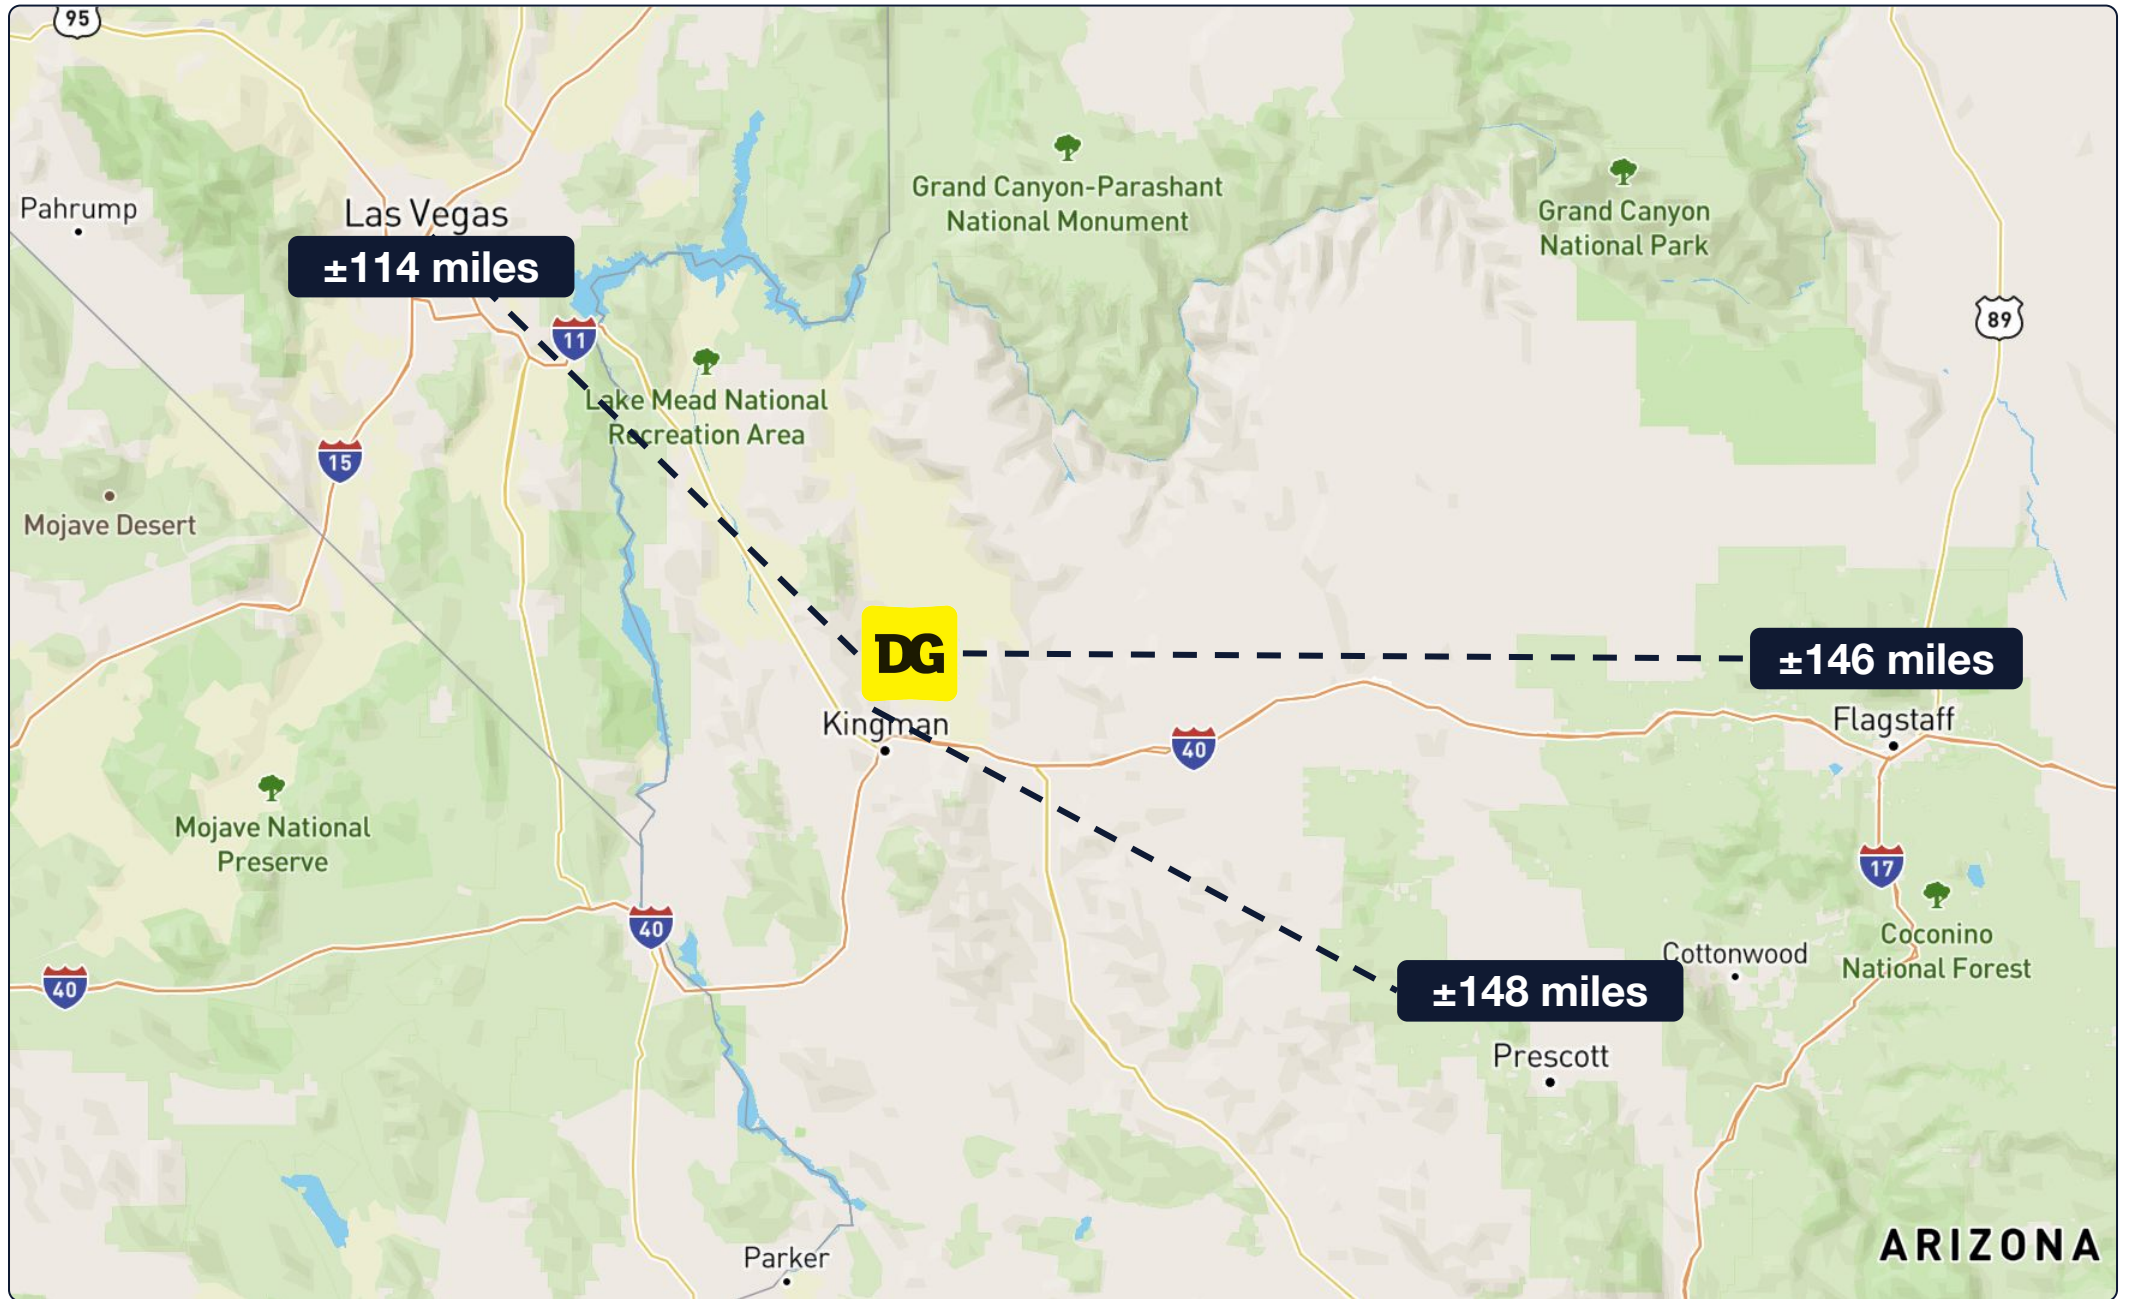 95
Pahrump
Las Vegas
±114 miles
Grand Canyon-Parashant
National Monument
Grand Canyon
National Park
89
11
Lake Mead National
Recreation Area
15
Mojave Desert
DG
±146 miles
Kingman
Flagstaff
40
Mojave National
Preserve
17
40
Coconino
National Forest
Cottonwood
40
±148 miles
Prescott
ARIZONA
Parker